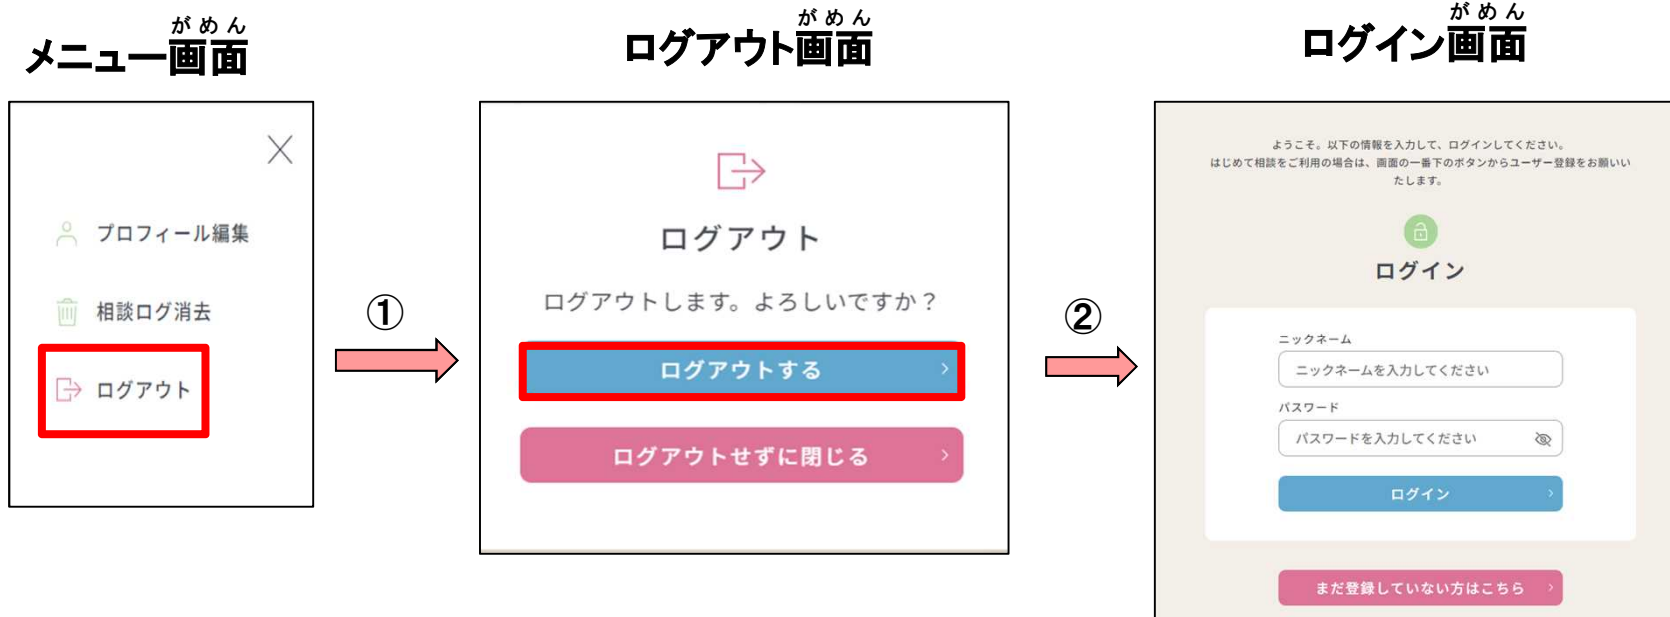 がめん
メニュー画面
×
プロフィール編集
相談ログ消去
ログアウト
①
がめん
ログアウト画面
ログアウト
ログアウトします。よろしいですか？
ログアウトする
ログアウトせずに閉じる
②
がめん
ログイン画面
ようこそ。以下の情報を入力して、ログインしてください。
はじめて相談をご利用の場合は、画面の一番下のボタンからユーザー登録をお願いい
たします。
ログイン
ニックネーム
ニックネームを入力してください
パスワード
パスワードを入力してください
ログイン
まだ登録していない方はこちら